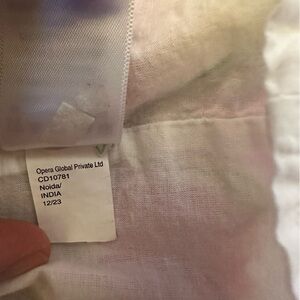 Opera Global Private Ltd
CD10781
Noida/
INDIA
12/23